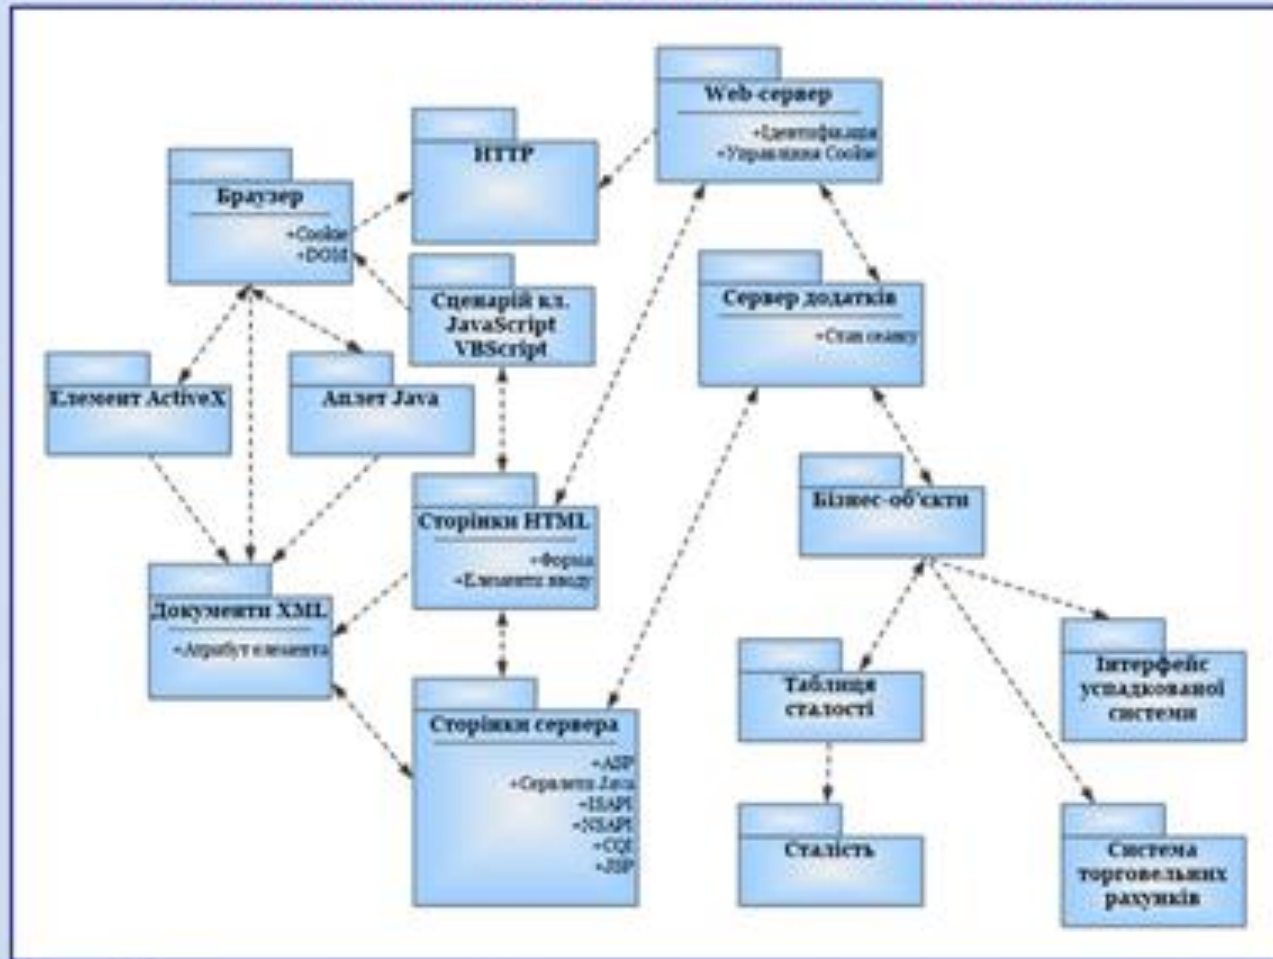 Web-сервер
+Ідентифікація
+Управління Cookie
HTTP
Браузер
+Cookie
+DOM
Сценарій кл.
JavaScript
VBScript
Сервер додатків
+Стан сеансу
Елемент ActiveX
Аплет Java
Сторінки HTML
+Форма
+Елементи вводу
Бізнес-об'єкти
Документи XML
+Атрибут елемента
Сторінки сервера
+ASP
+Сервлети Java
+ISAPI
+NSAPI
+CQI
+JSP
Таблиця
сталості
Інтерфейс
успадкованої
системи
Сталість
Система
торговельних
рахунків